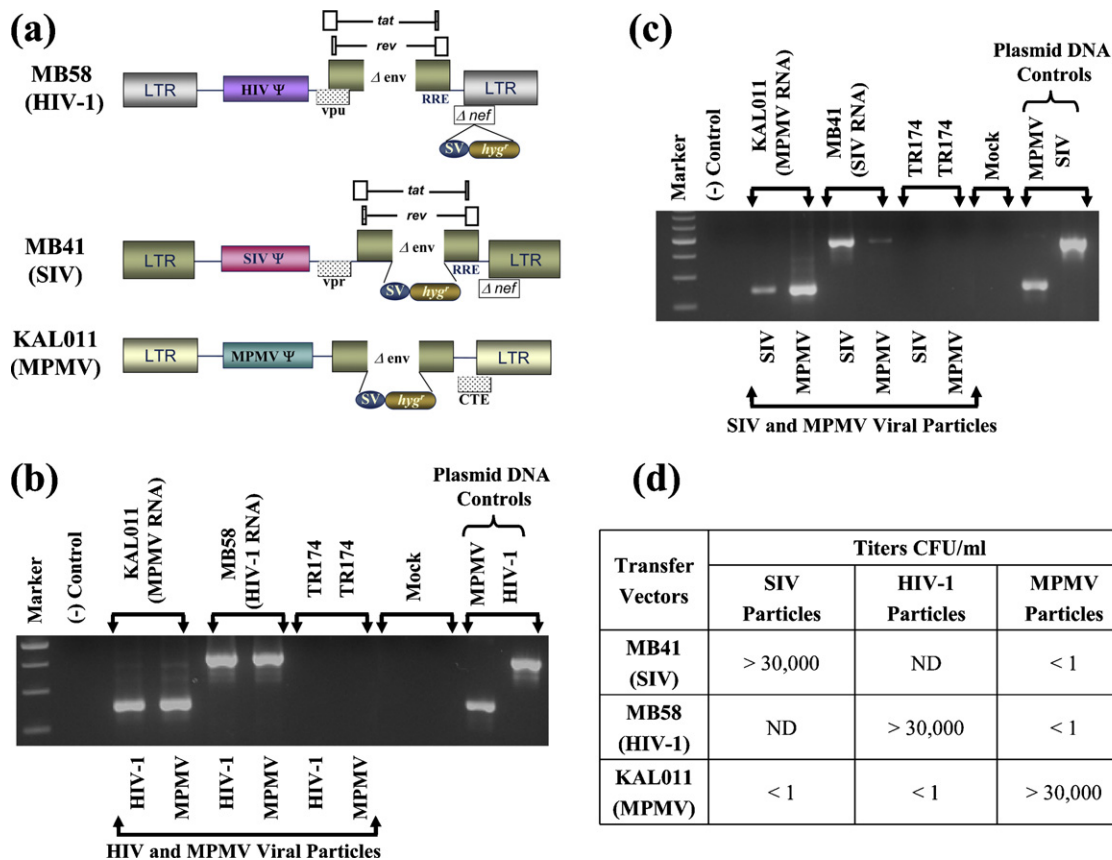 (a)
MB58
(HIV-1)
tat
rev
LTR
HIV Ψ
vpu
Δ env
RRE
LTR
Δ nef
SV
hygʳ
MB41
(SIV)
tat
rev
LTR
SIV Ψ
vpr
Δ env
RRE
LTR
Δ nef
SV
hygʳ
KAL011
(MPMV)
LTR
MPMV Ψ
Δ env
LTR
SV
hygʳ
CTE
(b)
Marker
(-) Control
KAL011
(MPMV RNA)
MB58
(HIV-1 RNA)
TR174
TR174
Mock
Plasmid DNA
Controls
MPMV
HIV-1
HIV-1
MPMV
HIV-1
MPMV
HIV-1
MPMV
HIV and MPMV Viral Particles
(c)
Marker
(-) Control
KAL011
(MPMV RNA)
MB41
(SIV RNA)
TR174
TR174
Mock
Plasmid DNA
Controls
MPMV
SIV
SIV
MPMV
SIV
MPMV
SIV
MPMV
SIV and MPMV Viral Particles
(d)
Transfer
Vectors
Titers CFU/ml
SIV
Particles
HIV-1
Particles
MPMV
Particles
MB41
(SIV)
> 30,000
ND
< 1
MB58
(HIV-1)
ND
> 30,000
< 1
KAL011
(MPMV)
< 1
< 1
> 30,000